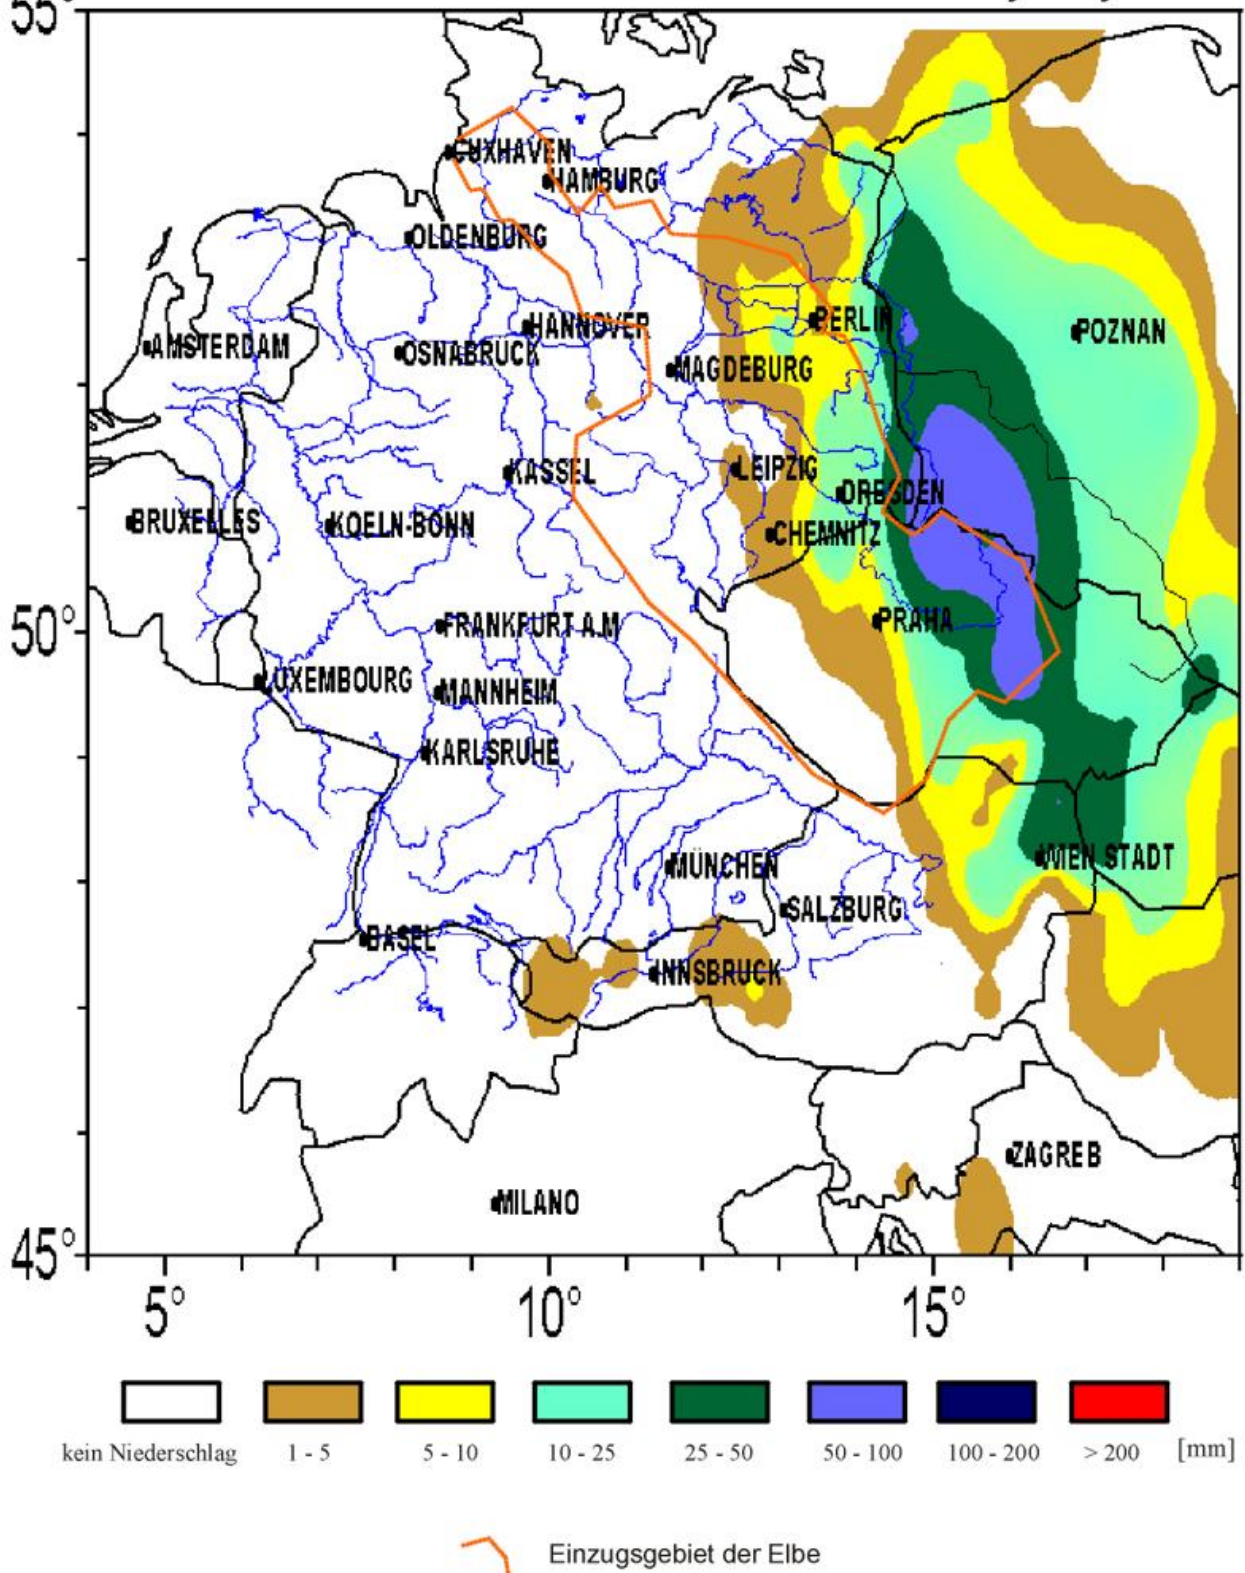 55°
CUXHAVEN
HAMBURG
OLDENBURG
HANNOVER
BERLIN
POZNAN
AMSTERDAM
OSNABRÜCK
MAGDEBURG
KASSEL
LEIPZIG
DRESDEN
BRUXELLES
KOELN-BONN
CHEMNITZ
50°
FRANKFURT A.M
PRAHA
LUXEMBOURG
MANNHEIM
KARLSRUHE
MÜNCHEN
WIEN STADT
SALZBURG
BASEL
INNSBRUCK
ZAGREB
MILANO
45°
5° 10° 15°
kein Niederschlag 1 - 5 5 - 10 10 - 25 25 - 50 50 - 100 100 - 200 > 200 [mm]
Einzugsgebiet der Elbe